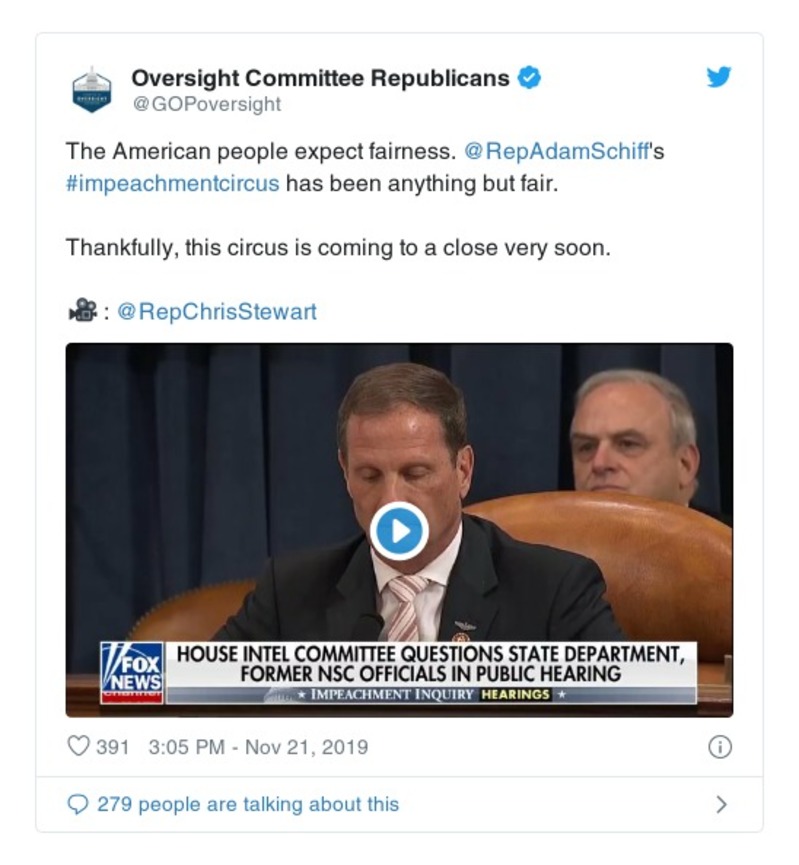 Oversight Committee Republicans
@GOPoversight
The American people expect fairness. @RepAdamSchiff's
#impeachmentcircus has been anything but fair.
Thankfully, this circus is coming to a close very soon.
: @RepChrisStewart
FOX
NEWS
channel
HOUSE INTEL COMMITTEE QUESTIONS STATE DEPARTMENT,
FORMER NSC OFFICIALS IN PUBLIC HEARING
★ IMPEACHMENT INQUIRY HEARINGS ★
391 3:05 PM - Nov 21, 2019
279 people are talking about this